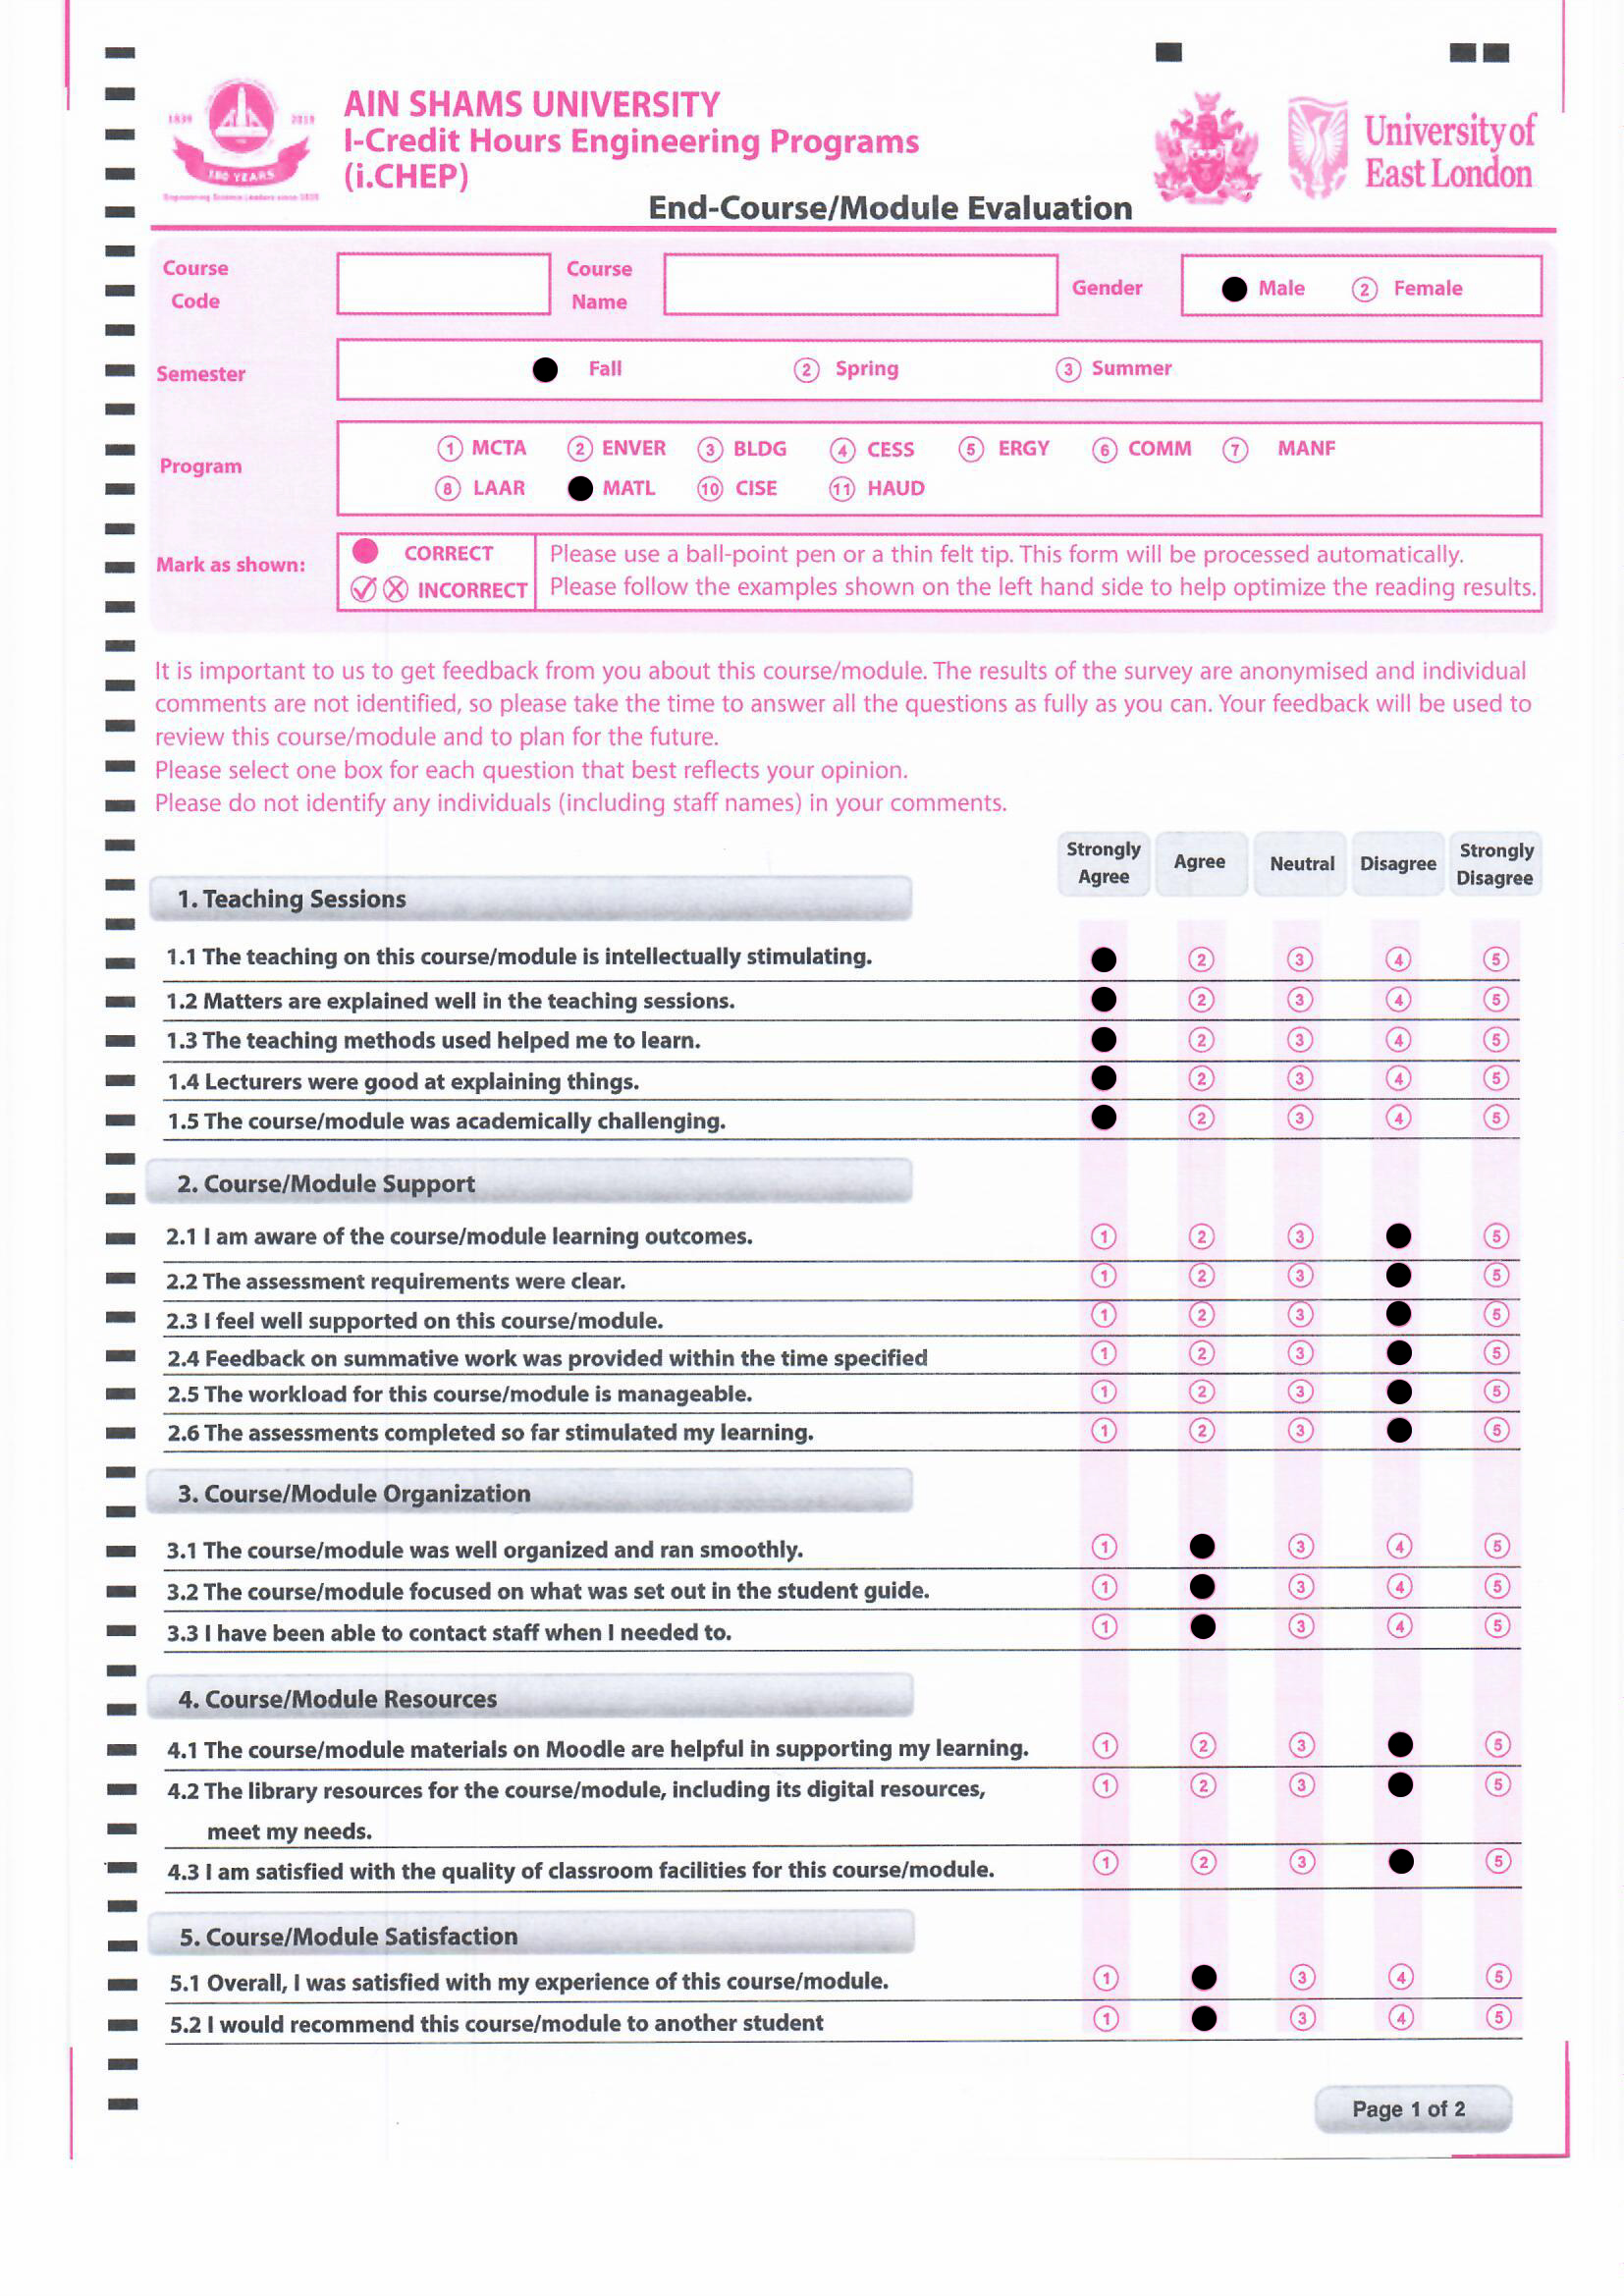 1839 2019
180 YEARS
AIN SHAMS UNIVERSITY
I-Credit Hours Engineering Programs
(i.CHEP)
University of
East London
End-Course/Module Evaluation
Course
Code
Course
Name
Gender
Male 2 Female
Semester
Fall 2 Spring 3 Summer
Program
1 MCTA 2 ENVER 3 BLDG 4 CESS 5 ERGY 6 COMM 7 MANF
8 LAAR MATL 10 CISE 11 HAUD
Mark as shown:
CORRECT
INCORRECT
Please use a ball-point pen or a thin felt tip. This form will be processed automatically.
Please follow the examples shown on the left hand side to help optimize the reading results.
It is important to us to get feedback from you about this course/module. The results of the survey are anonymised and individual
comments are not identified, so please take the time to answer all the questions as fully as you can. Your feedback will be used to
review this course/module and to plan for the future.
Please select one box for each question that best reflects your opinion.
Please do not identify any individuals (including staff names) in your comments.
Strongly Agree Agree Neutral Disagree Strongly Disagree
1. Teaching Sessions
1.1 The teaching on this course/module is intellectually stimulating. 2 3 4 5
1.2 Matters are explained well in the teaching sessions. 2 3 4 5
1.3 The teaching methods used helped me to learn. 2 3 4 5
1.4 Lecturers were good at explaining things. 2 3 4 5
1.5 The course/module was academically challenging. 2 3 4 5
2. Course/Module Support
2.1 I am aware of the course/module learning outcomes. 1 2 3 5
2.2 The assessment requirements were clear. 1 2 3 5
2.3 I feel well supported on this course/module. 1 2 3 5
2.4 Feedback on summative work was provided within the time specified 1 2 3 5
2.5 The workload for this course/module is manageable. 1 2 3 5
2.6 The assessments completed so far stimulated my learning. 1 2 3 5
3. Course/Module Organization
3.1 The course/module was well organized and ran smoothly. 1 3 4 5
3.2 The course/module focused on what was set out in the student guide. 1 3 4 5
3.3 I have been able to contact staff when I needed to. 1 3 4 5
4. Course/Module Resources
4.1 The course/module materials on Moodle are helpful in supporting my learning. 1 2 3 5
4.2 The library resources for the course/module, including its digital resources, 1 2 3 5
meet my needs.
4.3 I am satisfied with the quality of classroom facilities for this course/module. 1 2 3 5
5. Course/Module Satisfaction
5.1 Overall, I was satisfied with my experience of this course/module. 1 3 4 5
5.2 I would recommend this course/module to another student 1 3 4 5
Page 1 of 2